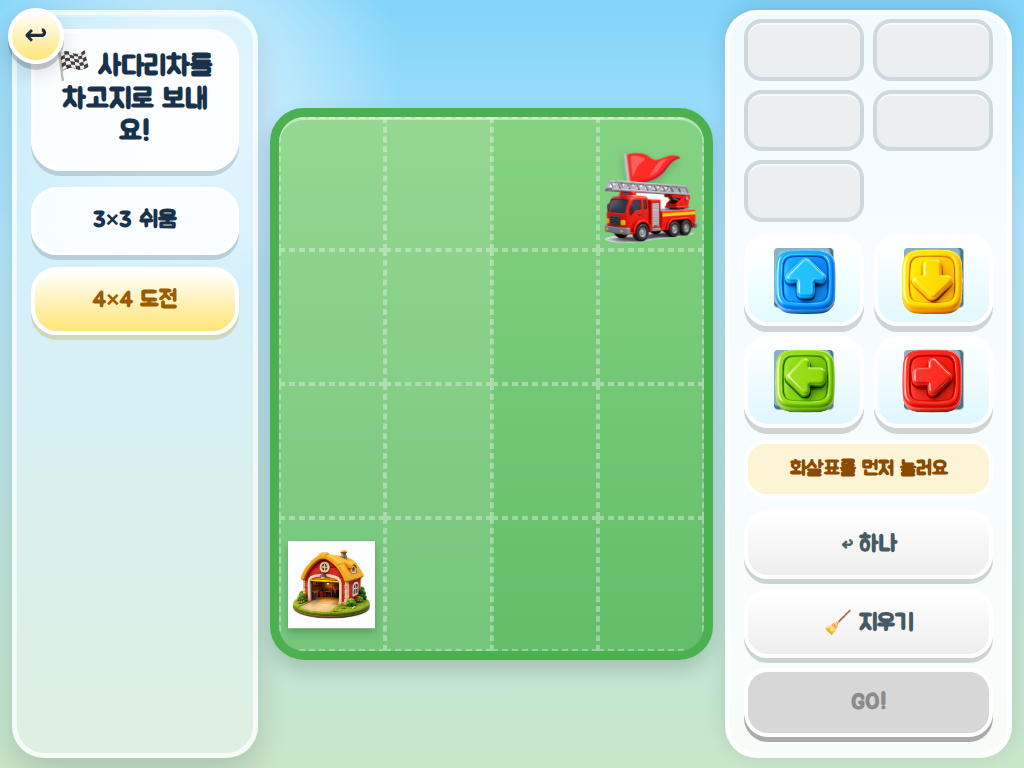 사다리차를
차고지로 보내
요!
3×3 쉬움
4×4 도전
화살표를 먼저 눌러요
↩ 하나
지우기
GO!